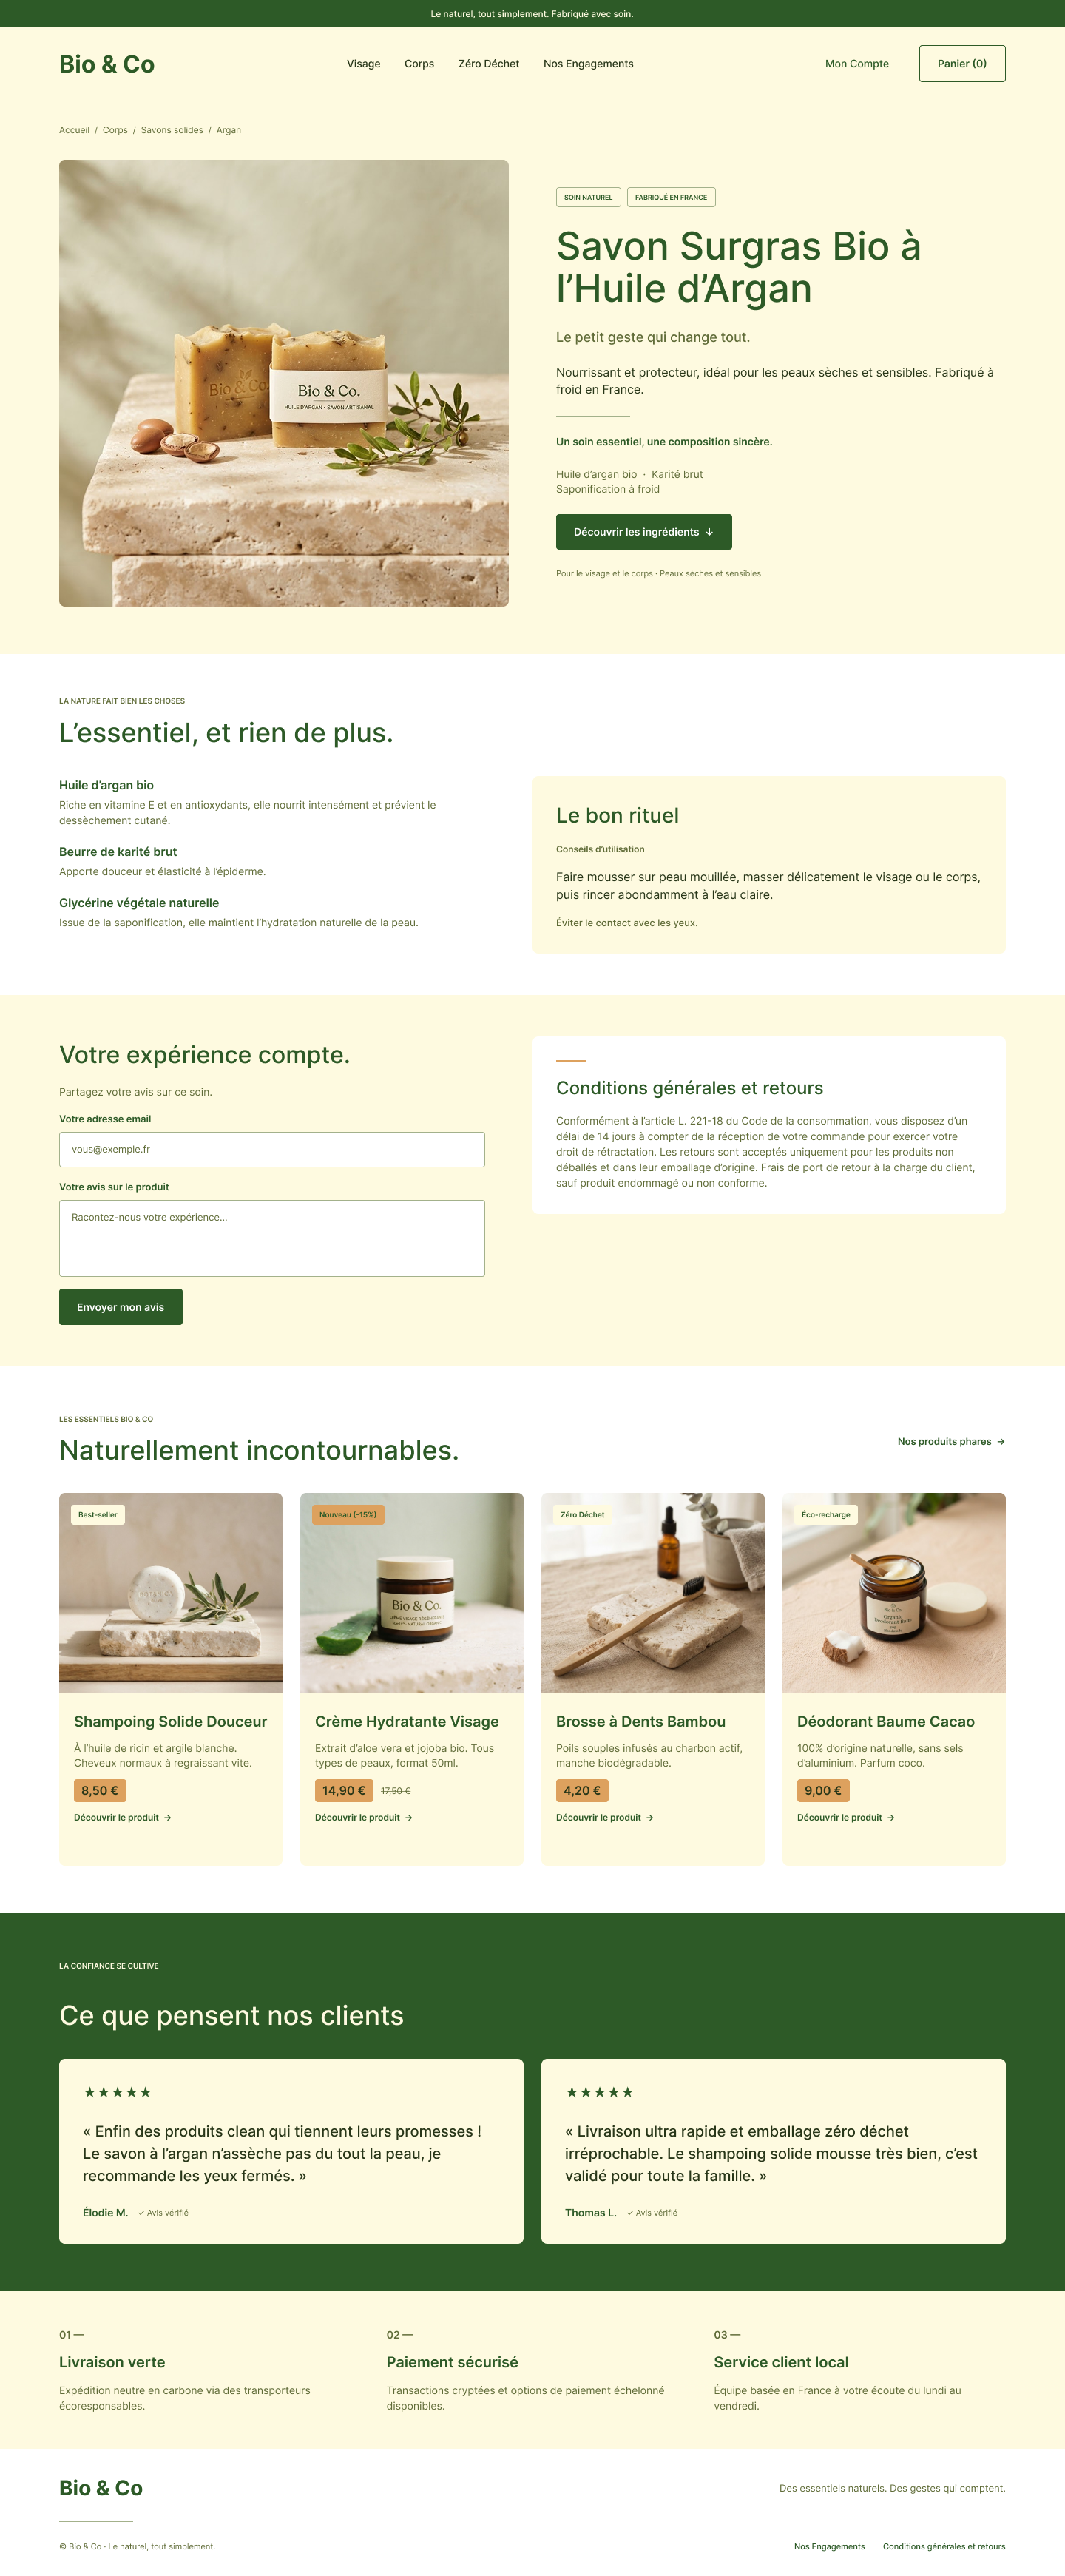 Le naturel, tout simplement. Fabriqué avec soin.
Bio & Co
Visage
Corps
Zéro Déchet
Nos Engagements
Mon Compte
Panier (0)
Accueil / Corps / Savons solides / Argan
Bio & Co.
Bio & Co.
HUILE D'ARGAN • SAVON ARTISANAL
SOIN NATUREL
FABRIQUÉ EN FRANCE
Savon Surgras Bio à
l’Huile d’Argan
Le petit geste qui change tout.
Nourrissant et protecteur, idéal pour les peaux sèches et sensibles. Fabriqué à
froid en France.
Un soin essentiel, une composition sincère.
Huile d’argan bio · Karité brut
Saponification à froid
Découvrir les ingrédients ↓
Pour le visage et le corps · Peaux sèches et sensibles
LA NATURE FAIT BIEN LES CHOSES
L’essentiel, et rien de plus.
Huile d’argan bio
Riche en vitamine E et en antioxydants, elle nourrit intensément et prévient le
dessèchement cutané.
Beurre de karité brut
Apporte douceur et élasticité à l’épiderme.
Glycérine végétale naturelle
Issue de la saponification, elle maintient l’hydratation naturelle de la peau.
Le bon rituel
Conseils d’utilisation
Faire mousser sur peau mouillée, masser délicatement le visage ou le corps,
puis rincer abondamment à l’eau claire.
Éviter le contact avec les yeux.
Votre expérience compte.
Partagez votre avis sur ce soin.
Votre adresse email
vous@exemple.fr
Votre avis sur le produit
Racontez-nous votre expérience...
Envoyer mon avis
Conditions générales et retours
Conformément à l’article L. 221-18 du Code de la consommation, vous disposez d’un
délai de 14 jours à compter de la réception de votre commande pour exercer votre
droit de rétractation. Les retours sont acceptés uniquement pour les produits non
déballés et dans leur emballage d’origine. Frais de port de retour à la charge du client,
sauf produit endommagé ou non conforme.
LES ESSENTIELS BIO & CO
Naturellement incontournables.
Nos produits phares →
Best-seller
Shampoing Solide Douceur
À l’huile de ricin et argile blanche.
Cheveux normaux à regraissant vite.
8,50 €
Découvrir le produit →
Nouveau (-15%)
Bio & Co.
Crème Hydratante Visage
Extrait d’aloe vera et jojoba bio. Tous
types de peaux, format 50ml.
14,90 € 17,50 €
Découvrir le produit →
Zéro Déchet
Brosse à Dents Bambou
Poils souples infusés au charbon actif,
manche biodégradable.
4,20 €
Découvrir le produit →
Éco-recharge
Bio & Co.
Déodorant Baume Cacao
100% d’origine naturelle, sans sels
d’aluminium. Parfum coco.
9,00 €
Découvrir le produit →
LA CONFIANCE SE CULTIVE
Ce que pensent nos clients
★★★★★
« Enfin des produits clean qui tiennent leurs promesses !
Le savon à l’argan n’assèche pas du tout la peau, je
recommande les yeux fermés. »
Élodie M. ✓ Avis vérifié
★★★★★
« Livraison ultra rapide et emballage zéro déchet
irréprochable. Le shampoing solide mousse très bien, c’est
validé pour toute la famille. »
Thomas L. ✓ Avis vérifié
01 —
Livraison verte
Expédition neutre en carbone via des transporteurs
écoresponsables.
02 —
Paiement sécurisé
Transactions cryptées et options de paiement échelonné
disponibles.
03 —
Service client local
Équipe basée en France à votre écoute du lundi au
vendredi.
Bio & Co
Des essentiels naturels. Des gestes qui comptent.
© Bio & Co · Le naturel, tout simplement.
Nos Engagements
Conditions générales et retours